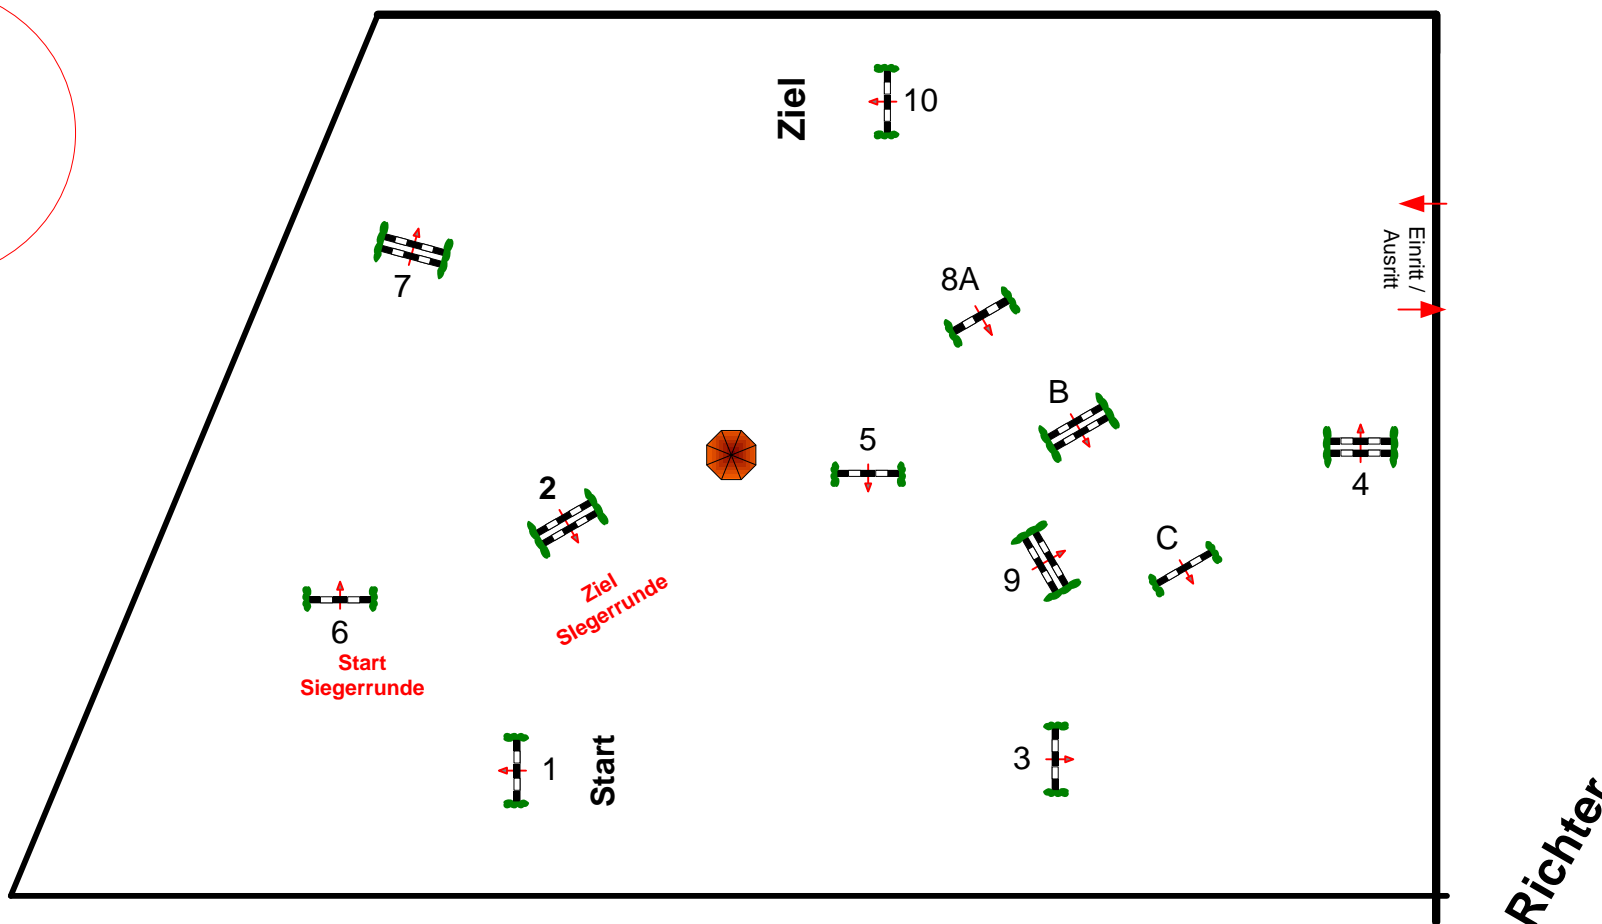 Ziel
10
Einritt /
Ausritt
7
8A
B
5
4
2
9
C
Ziel
SIegerrunde
6
Start
Siegerrunde
1
Start
3
Richter